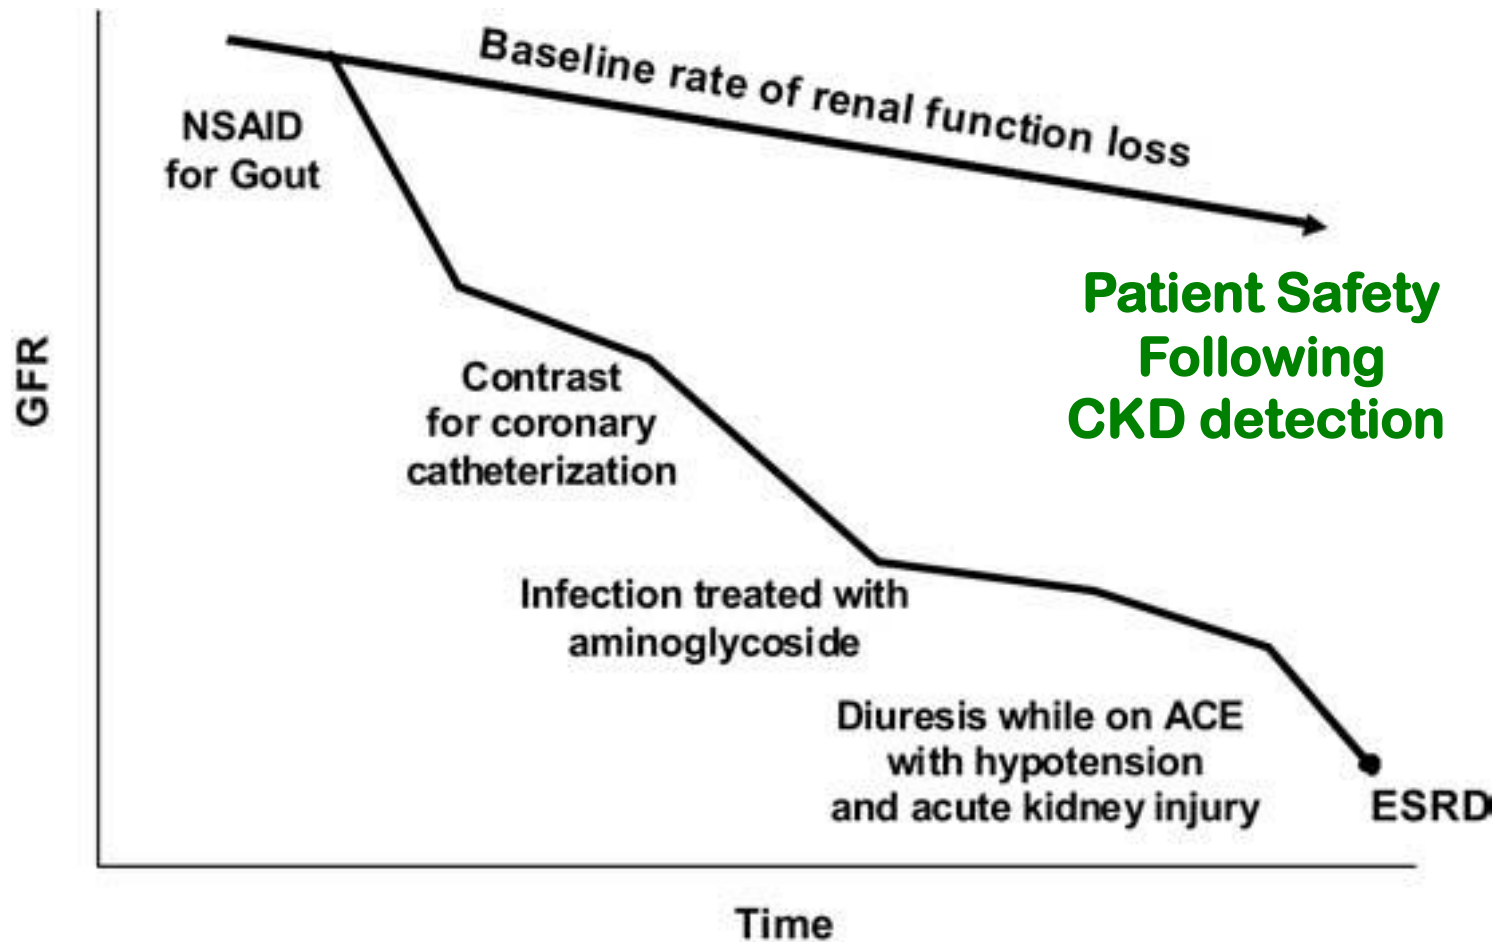 Baseline rate of renal function loss
NSAID
for Gout
Patient Safety
Following
CKD detection
GFR
Contrast
for coronary
catheterization
Infection treated with
aminoglycoside
Diuresis while on ACE
with hypotension
and acute kidney injury
ESRD
Time